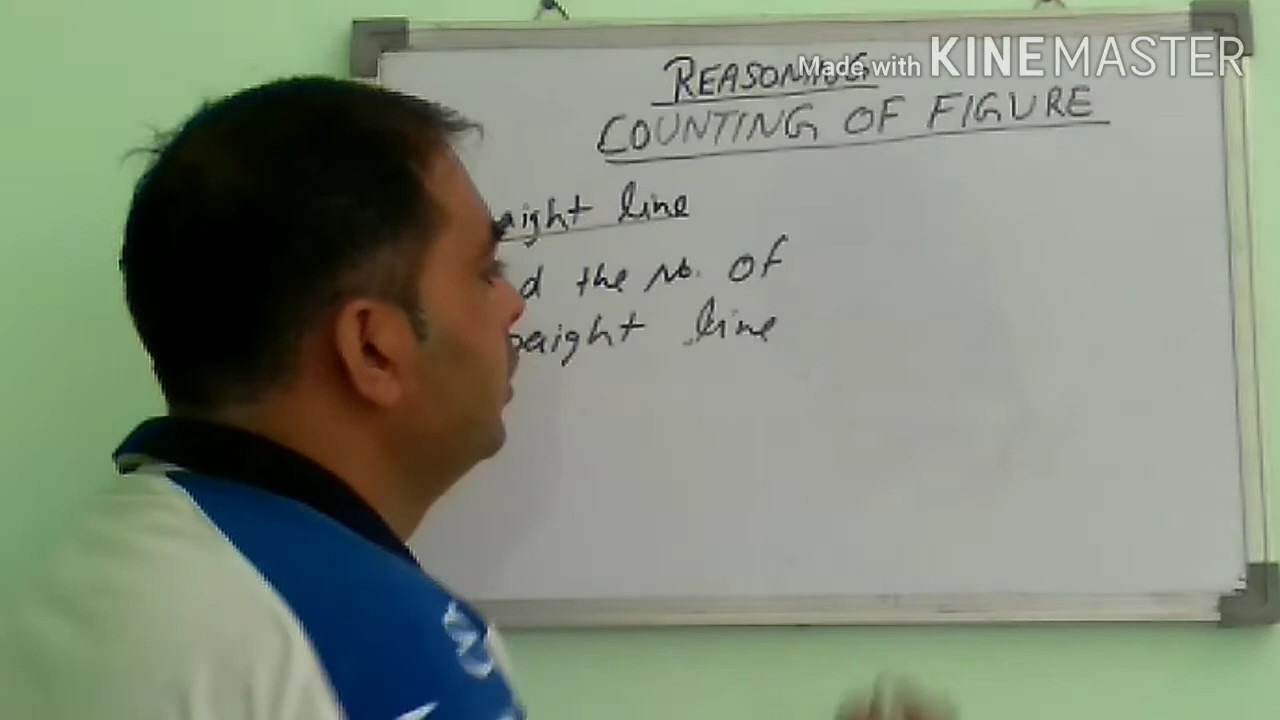 REASONING
Made with KINEMASTER
COUNTING OF FIGURE
aight line
d the No. of
aight line